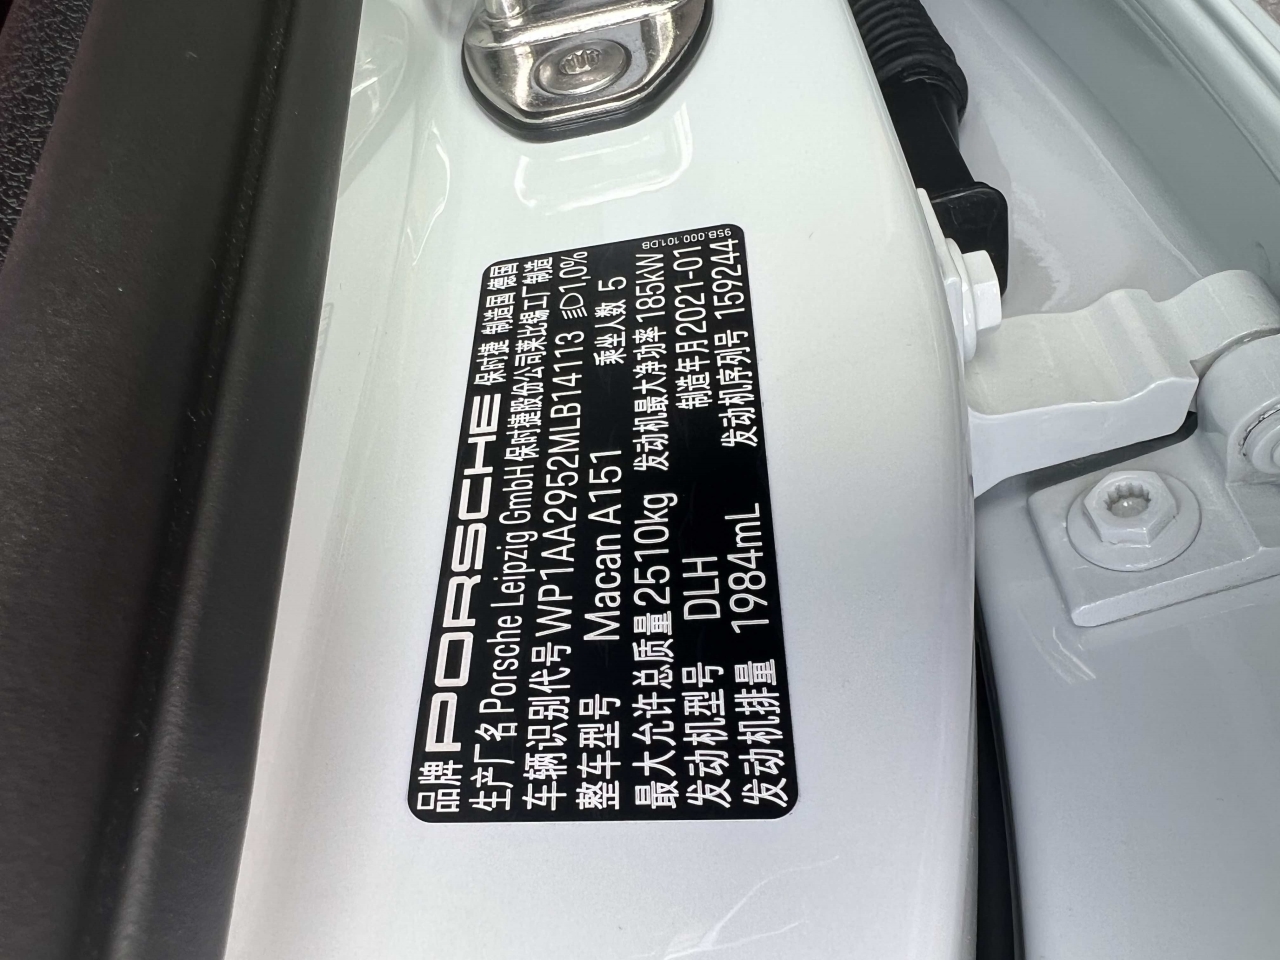 95B.000.101.DB
品牌 PORSCHE 保时捷 制造国 德国
生产厂名 Porsche Leipzig GmbH 保时捷股份公司莱比锡工厂制造
车辆识别代号 WP1AA2952MLB14113 1,0%
整车型号 Macan A151 乘坐人数 5
最大允许总质量 2510kg 发动机最大净功率 185kW
发动机型号 DLH 制造年月 2021-01
发动机排量 1984mL 发动机序列号 159244